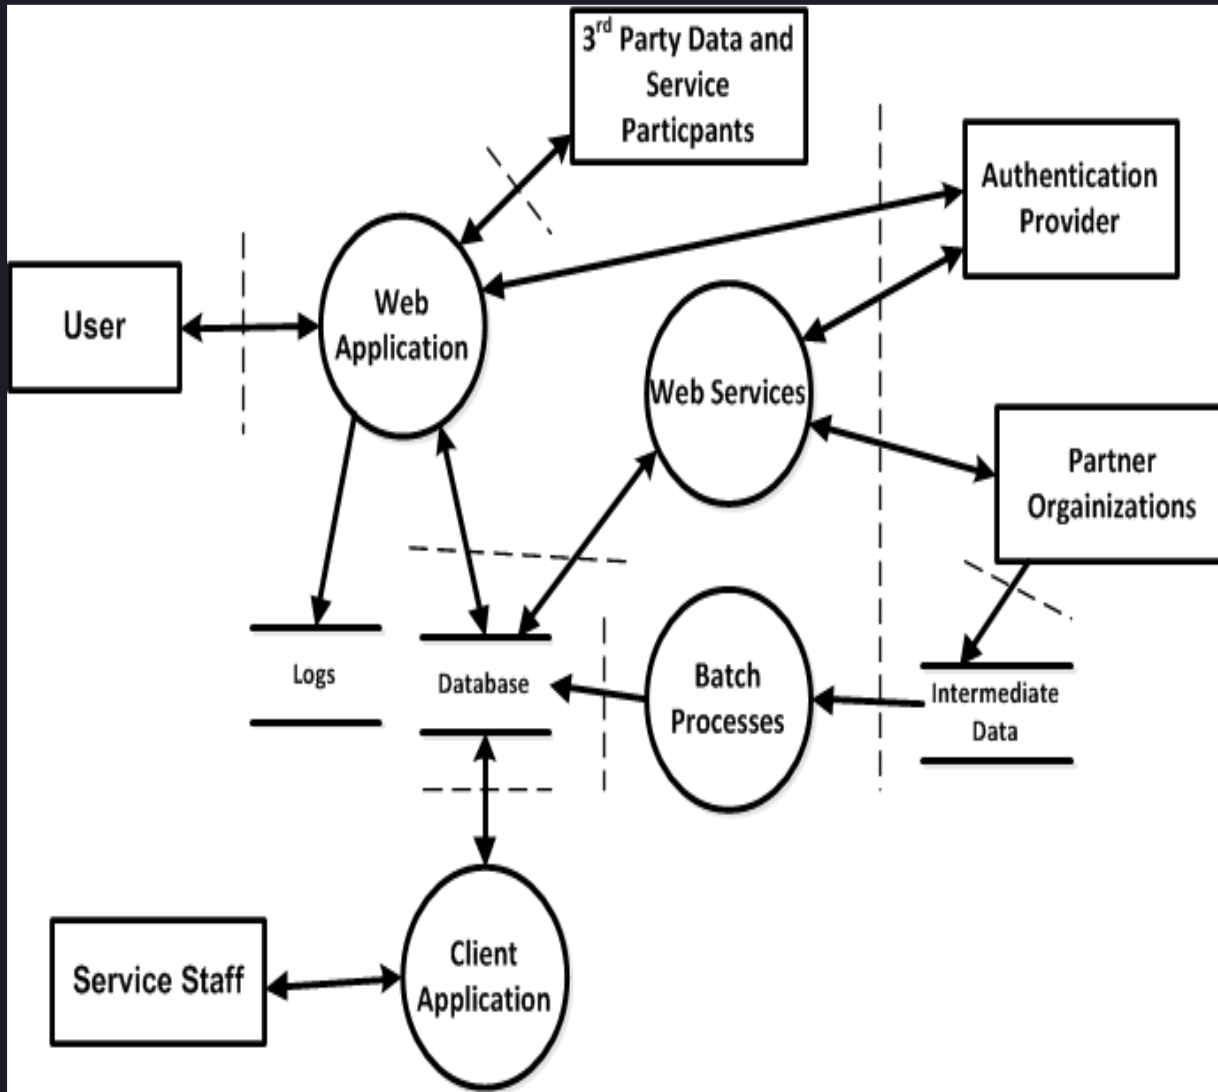 3rd Party Data and
Service
Particpants
Authentication
Provider
User
Web
Application
Web Services
Partner
Orgainizations
Logs
Database
Batch
Processes
Intermediate
Data
Service Staff
Client
Application